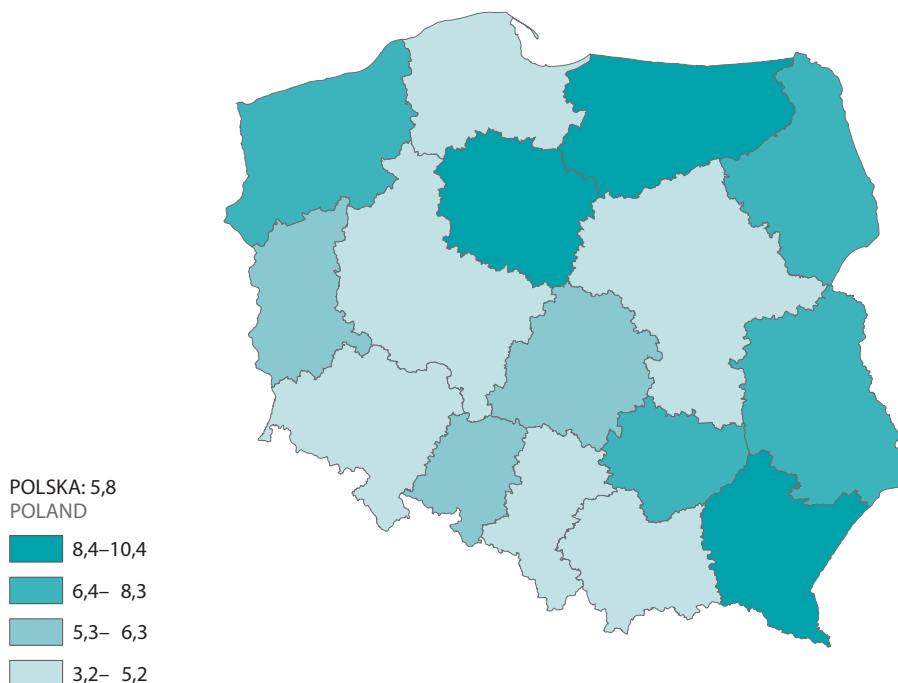 POLSKA: 5,8
POLAND
8,4–10,4
6,4– 8,3
5,3– 6,3
3,2– 5,2